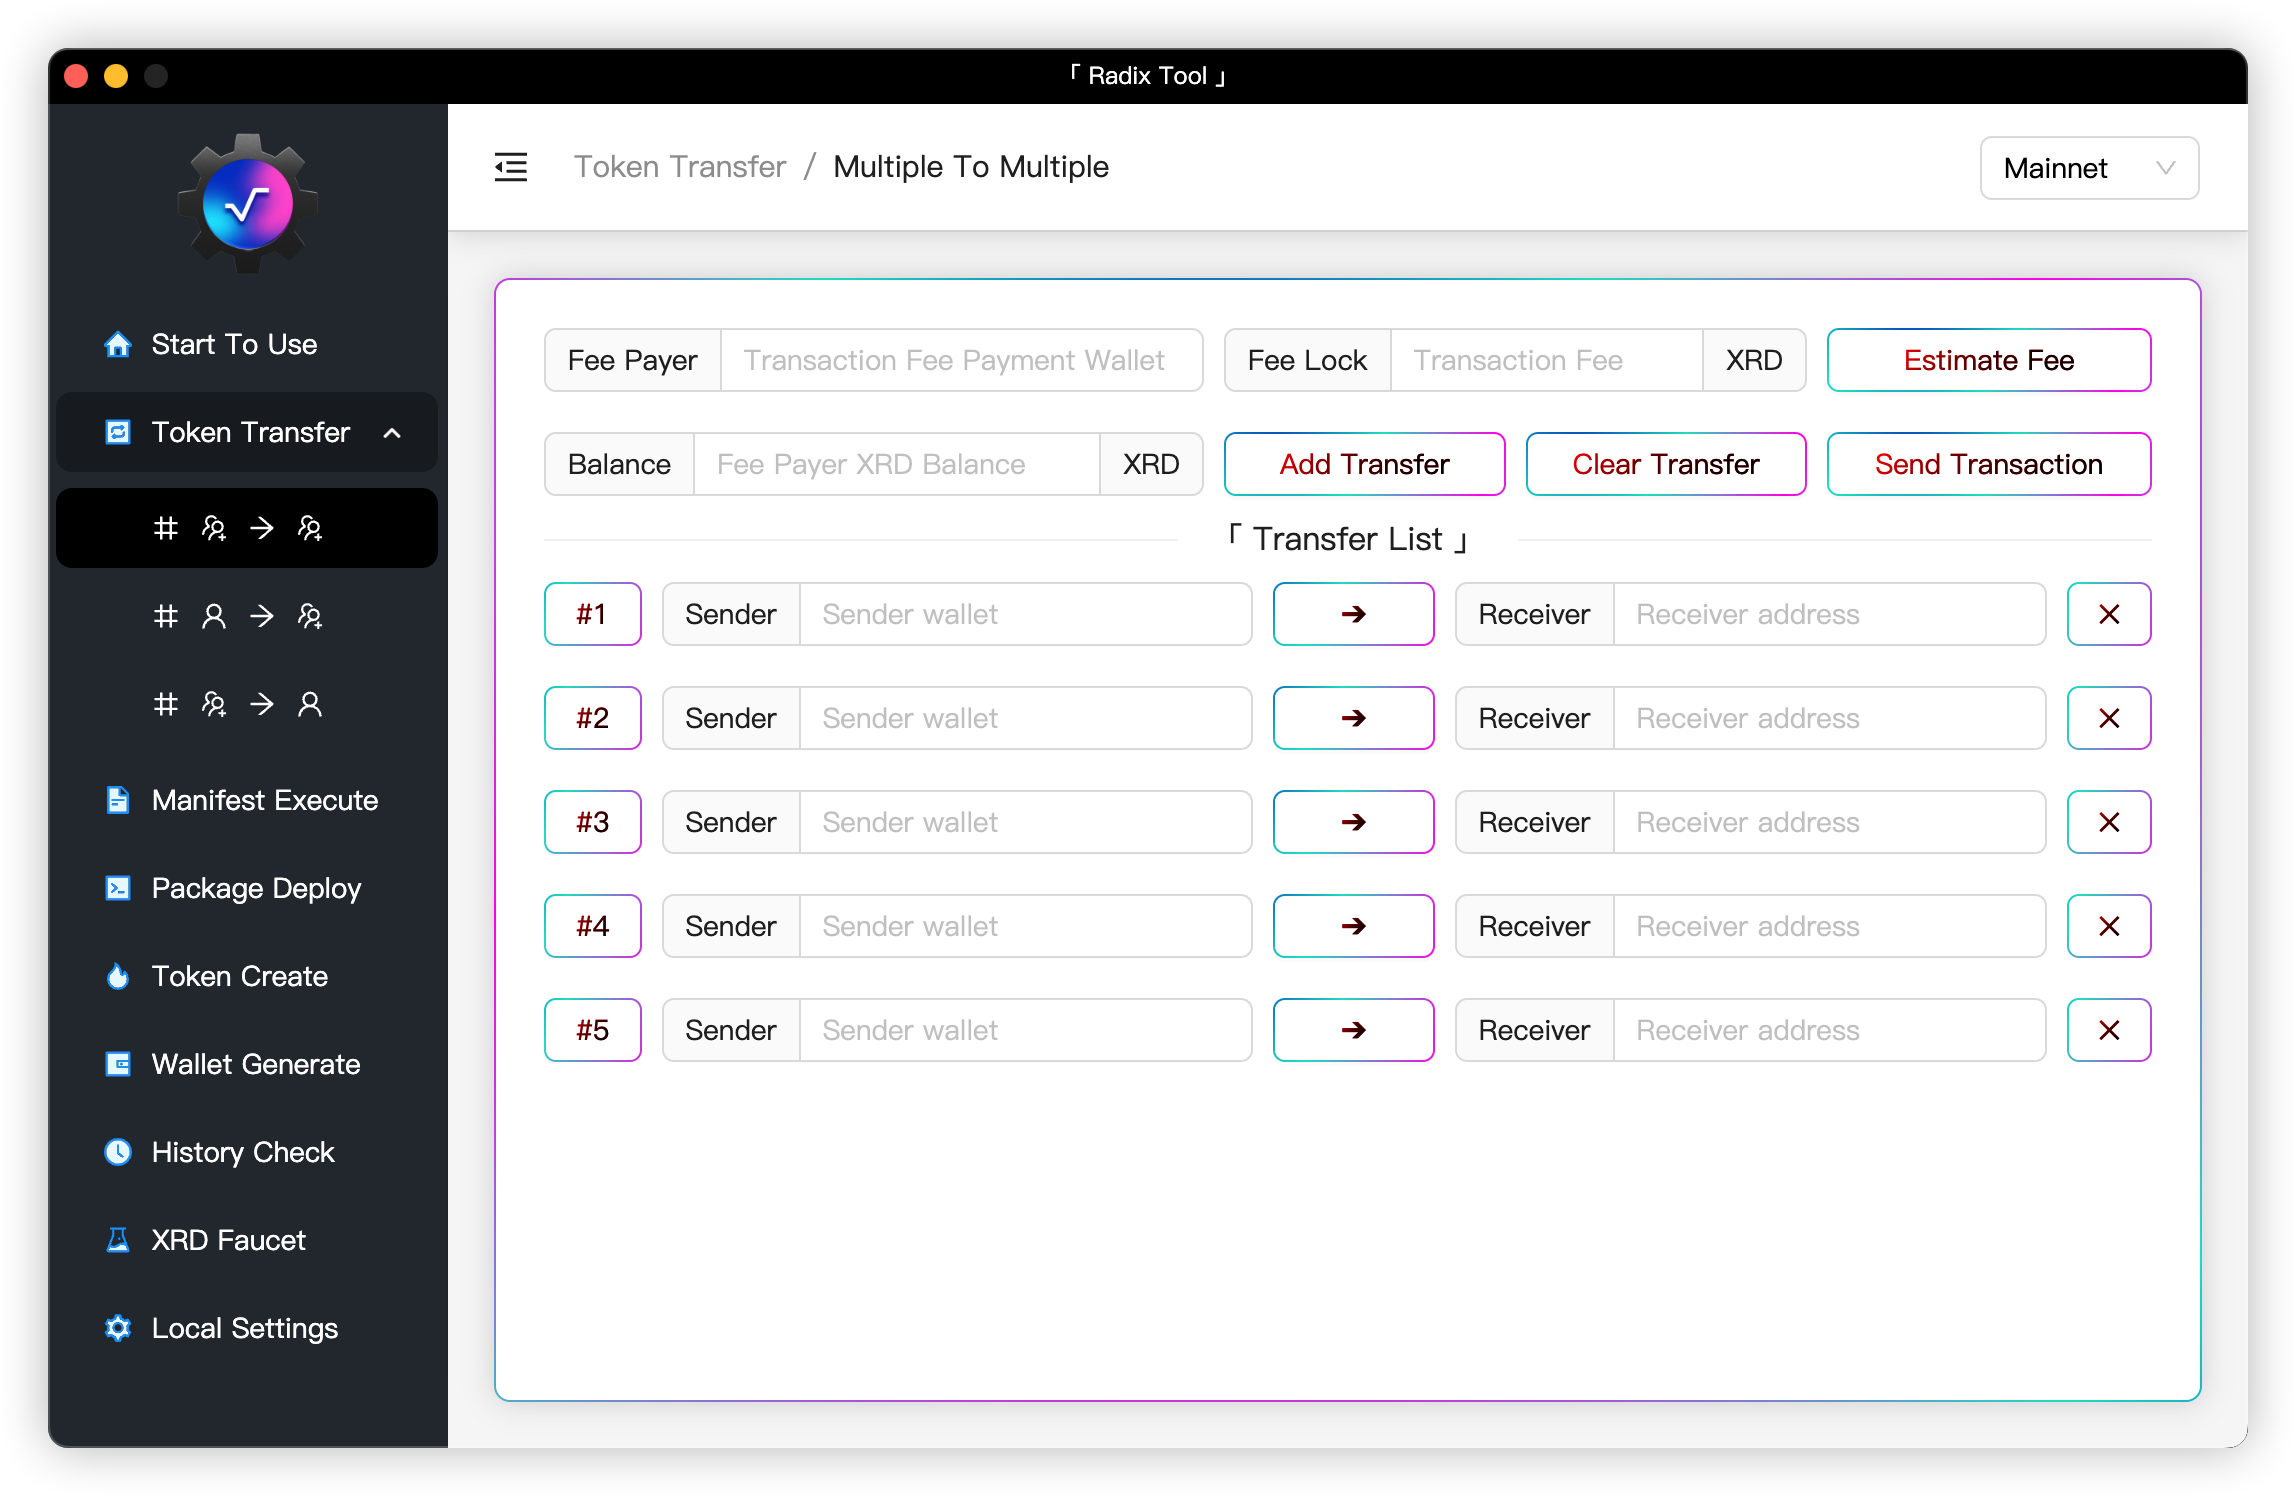 「 Radix Tool 」
Token Transfer / Multiple To Multiple
Mainnet
Start To Use
Token Transfer
Manifest Execute
Package Deploy
Token Create
Wallet Generate
History Check
XRD Faucet
Local Settings
Fee Payer Transaction Fee Payment Wallet Fee Lock Transaction Fee XRD Estimate Fee
Balance Fee Payer XRD Balance XRD Add Transfer Clear Transfer Send Transaction
「 Transfer List 」
#1 Sender Sender wallet ➔ Receiver Receiver address
#2 Sender Sender wallet ➔ Receiver Receiver address
#3 Sender Sender wallet ➔ Receiver Receiver address
#4 Sender Sender wallet ➔ Receiver Receiver address
#5 Sender Sender wallet ➔ Receiver Receiver address